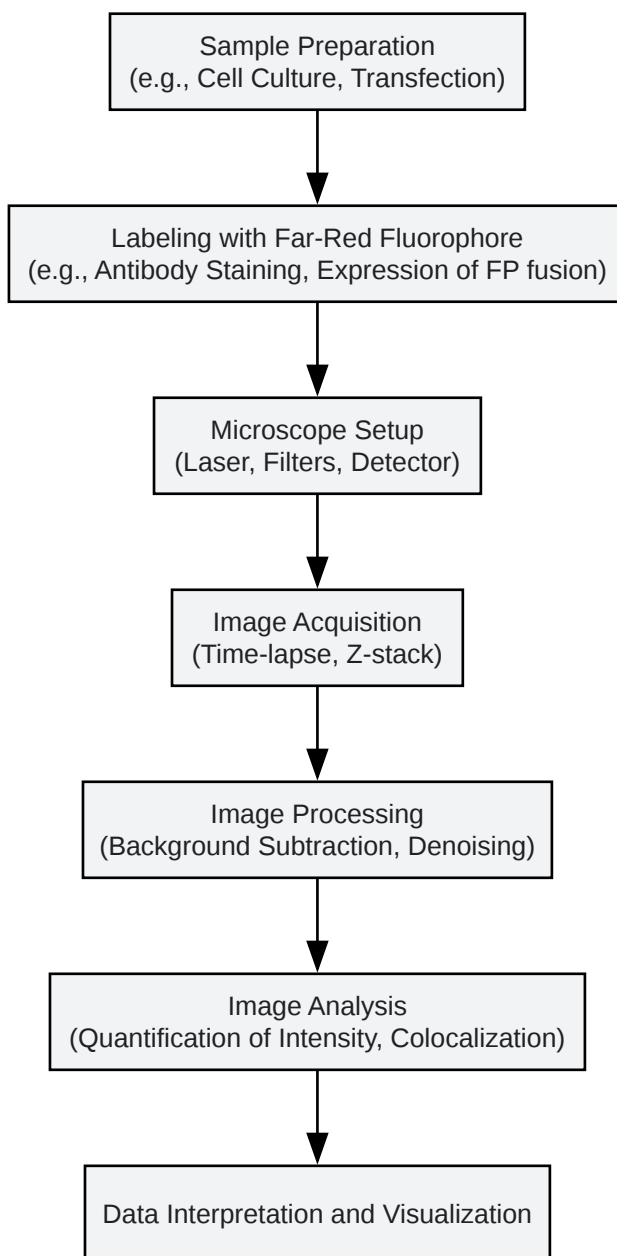 Sample Preparation
(e.g., Cell Culture, Transfection)
Labeling with Far-Red Fluorophore
(e.g., Antibody Staining, Expression of FP fusion)
Microscope Setup
(Laser, Filters, Detector)
Image Acquisition
(Time-lapse, Z-stack)
Image Processing
(Background Subtraction, Denoising)
Image Analysis
(Quantification of Intensity, Colocalization)
Data Interpretation and Visualization